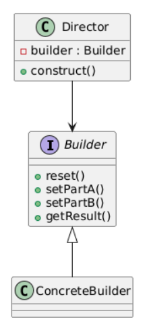 C Director
builder : Builder
construct()
I Builder
reset()
setPartA()
setPartB()
getResult()
C ConcreteBuilder